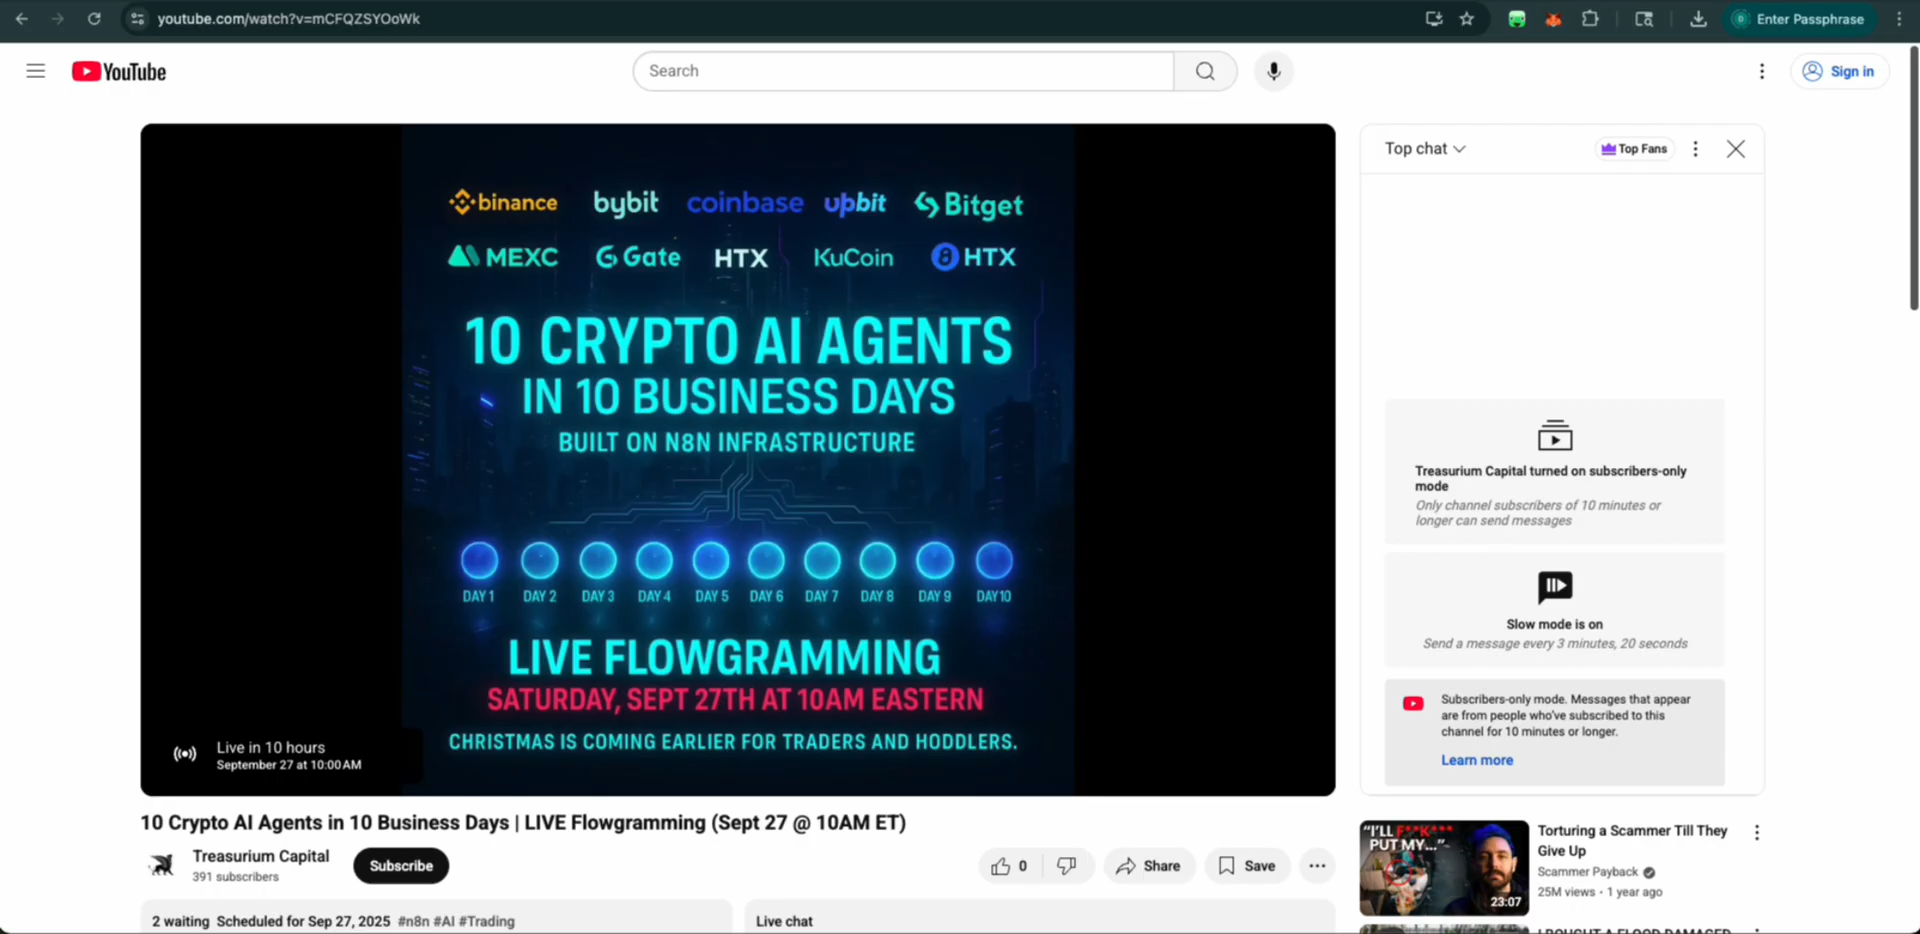 youtube.com/watch?v=mCFQZSYOoWk
Enter Passphrase
YouTube
Search
Sign in
binance bybit coinbase upbit Bitget
MEXC Gate HTX KuCoin HTX
10 CRYPTO AI AGENTS
IN 10 BUSINESS DAYS
BUILT ON N8N INFRASTRUCTURE
DAY 1 DAY 2 DAY 3 DAY 4 DAY 5 DAY 6 DAY 7 DAY 8 DAY 9 DAY 10
LIVE FLOWGRAMMING
SATURDAY, SEPT 27TH AT 10AM EASTERN
CHRISTMAS IS COMING EARLIER FOR TRADERS AND HODDLERS.
Live in 10 hours
September 27 at 10:00 AM
Top chat
Top Fans
Treasurium Capital turned on subscribers-only
mode
Only channel subscribers of 10 minutes or
longer can send messages
Slow mode is on
Send a message every 3 minutes, 20 seconds
Subscribers-only mode. Messages that appear
are from people who've subscribed to this
channel for 10 minutes or longer.
Learn more
10 Crypto AI Agents in 10 Business Days | LIVE Flowgramming (Sept 27 @ 10AM ET)
Treasurium Capital
391 subscribers
Subscribe
0
Share
Save
2 waiting Scheduled for Sep 27, 2025 #n8n #AI #Trading
Live chat
"I'LL F**K***
PUT MY..."
23:07
Torturing a Scammer Till They
Give Up
Scammer Payback
25M views · 1 year ago
I BOUGHT A FLOOD DAMAGED